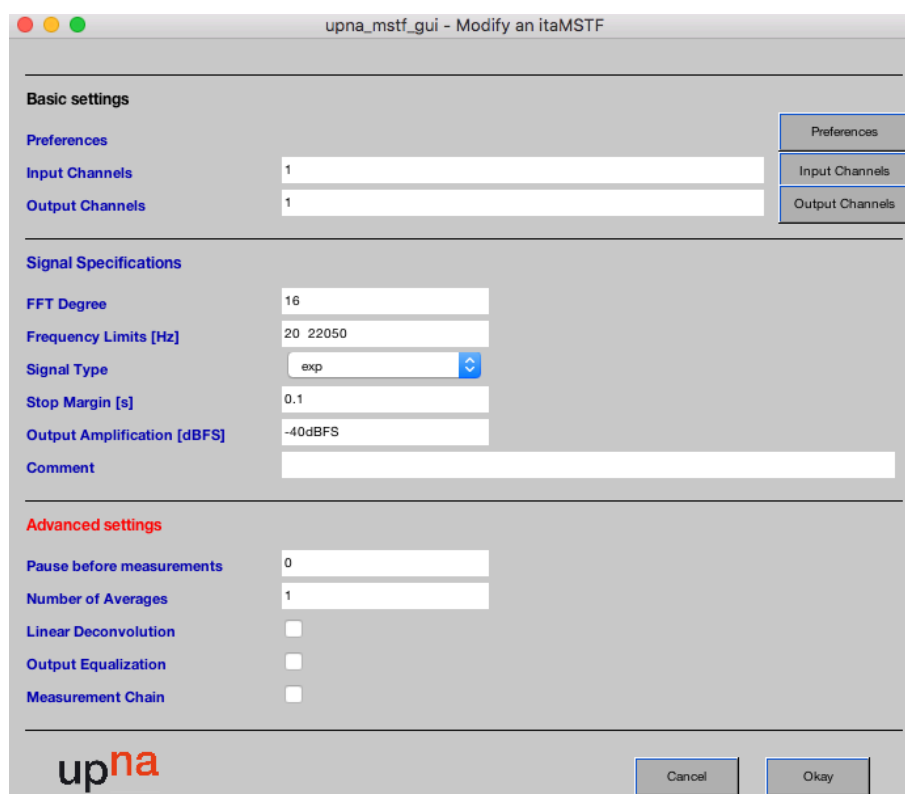 upna_mstf_gui - Modify an itaMSTF
Basic settings
Preferences Preferences
Input Channels 1 Input Channels
Output Channels 1 Output Channels
Signal Specifications
FFT Degree 16
Frequency Limits [Hz] 20 22050
Signal Type exp
Stop Margin [s] 0.1
Output Amplification [dBFS] -40dBFS
Comment
Advanced settings
Pause before measurements 0
Number of Averages 1
Linear Deconvolution
Output Equalization
Measurement Chain
upna Cancel Okay